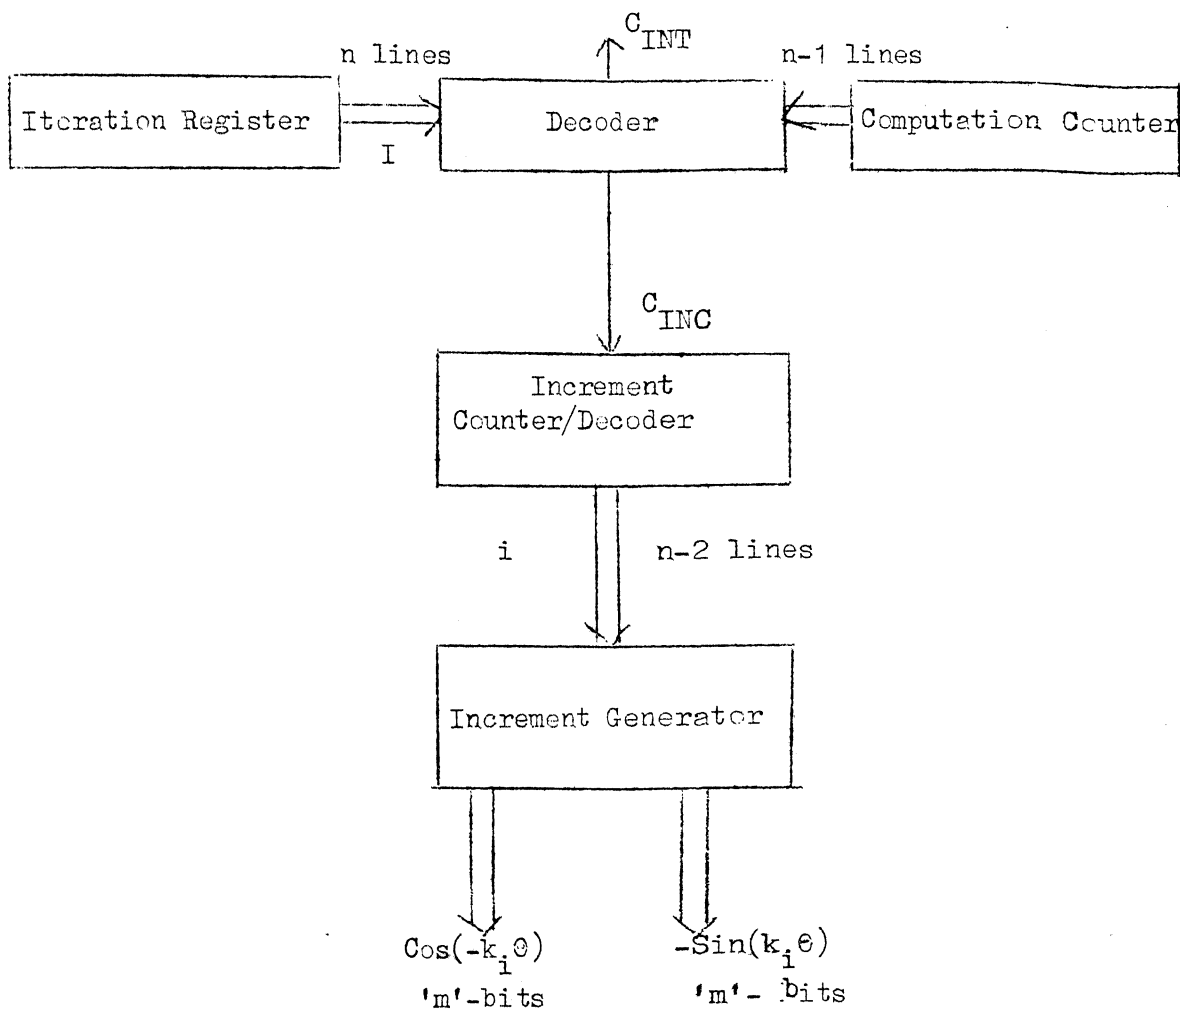 C_INT
n lines
n-1 lines
Iteration Register
Decoder
Computation Counter
I
C_INC
Increment
Counter/Decoder
i
n-2 lines
Increment Generator
Cos(-k_iθ)
-Sin(k_iθ)
'm'-bits
'm'- bits